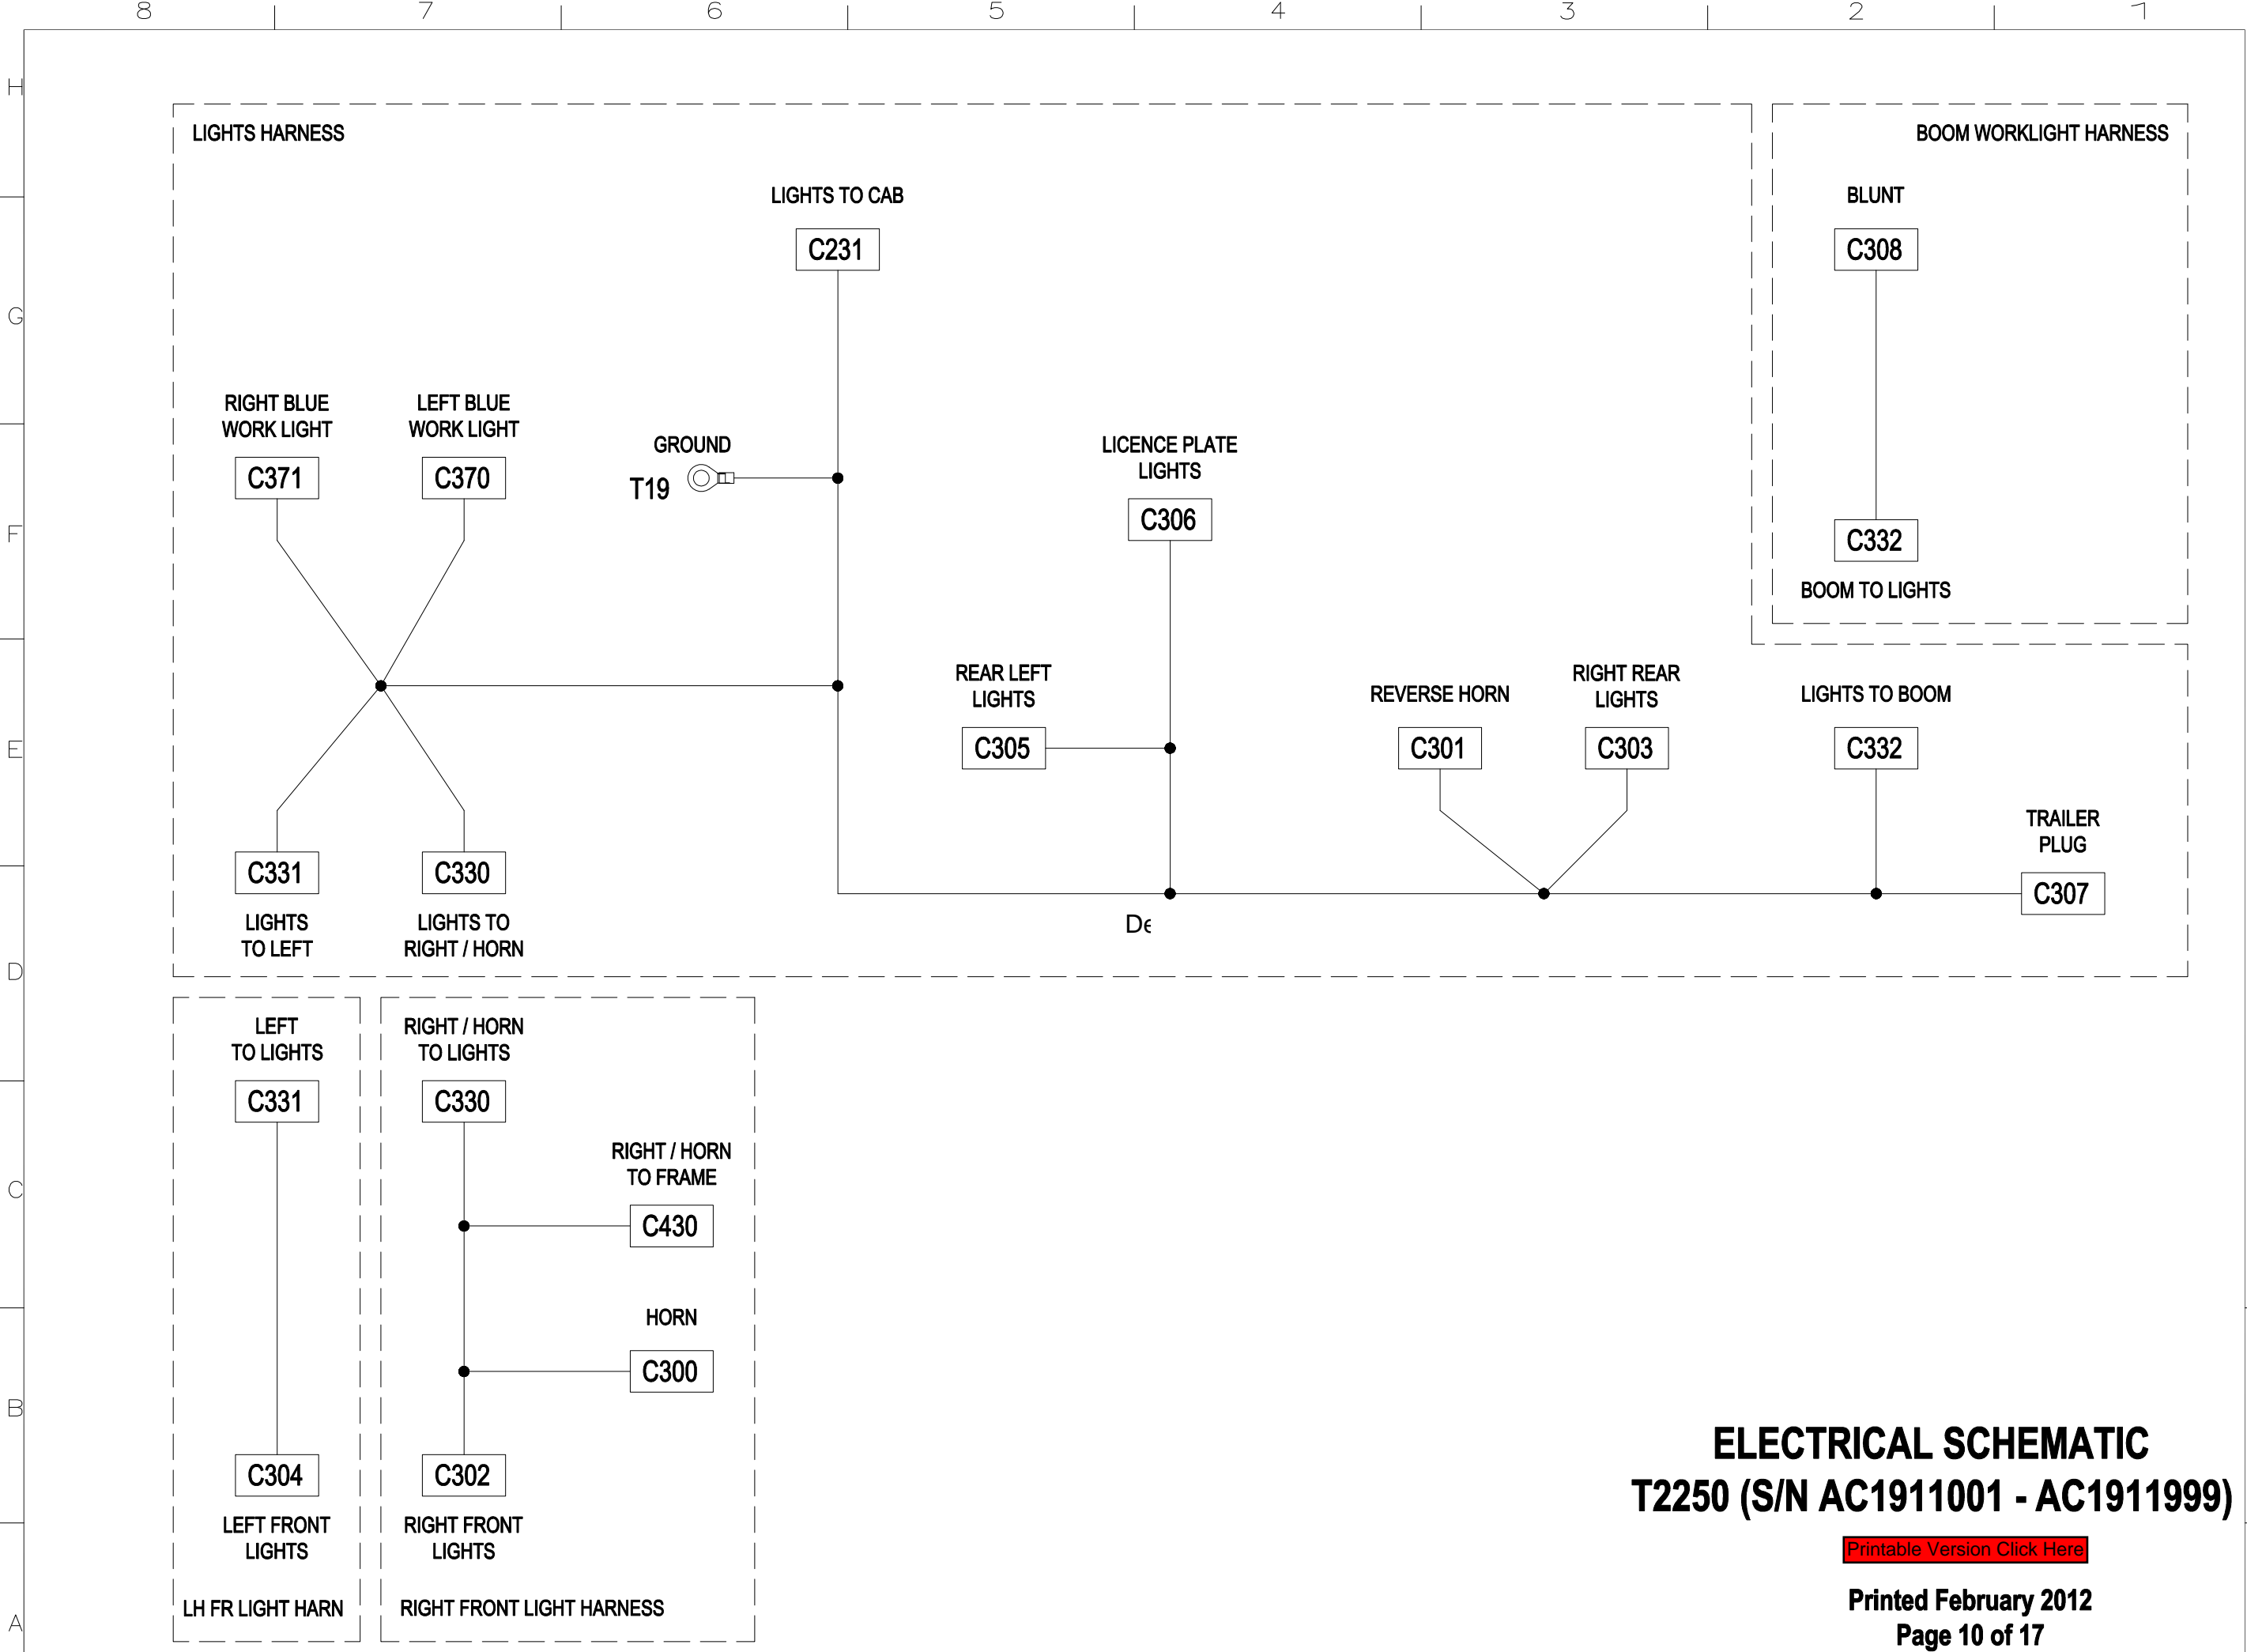 8 7 6 5 4 3 2 1
H
LIGHTS HARNESS
BOOM WORKLIGHT HARNESS
LIGHTS TO CAB
BLUNT
C231
C308
G
RIGHT BLUE
WORK LIGHT
LEFT BLUE
WORK LIGHT
GROUND
T19
LICENCE PLATE
LIGHTS
C371
C370
C306
F
C332
BOOM TO LIGHTS
REAR LEFT
LIGHTS
REVERSE HORN
RIGHT REAR
LIGHTS
LIGHTS TO BOOM
E
C305
C301
C303
C332
TRAILER
PLUG
C331
C330
C307
LIGHTS
TO LEFT
LIGHTS TO
RIGHT / HORN
De
D
LEFT
TO LIGHTS
RIGHT / HORN
TO LIGHTS
C331
C330
RIGHT / HORN
TO FRAME
C
C430
HORN
C300
B
C304
C302
LEFT FRONT
LIGHTS
RIGHT FRONT
LIGHTS
LH FR LIGHT HARN
RIGHT FRONT LIGHT HARNESS
A
ELECTRICAL SCHEMATIC
T2250 (S/N AC1911001 - AC1911999)
Printable Version Click Here
Printed February 2012
Page 10 of 17